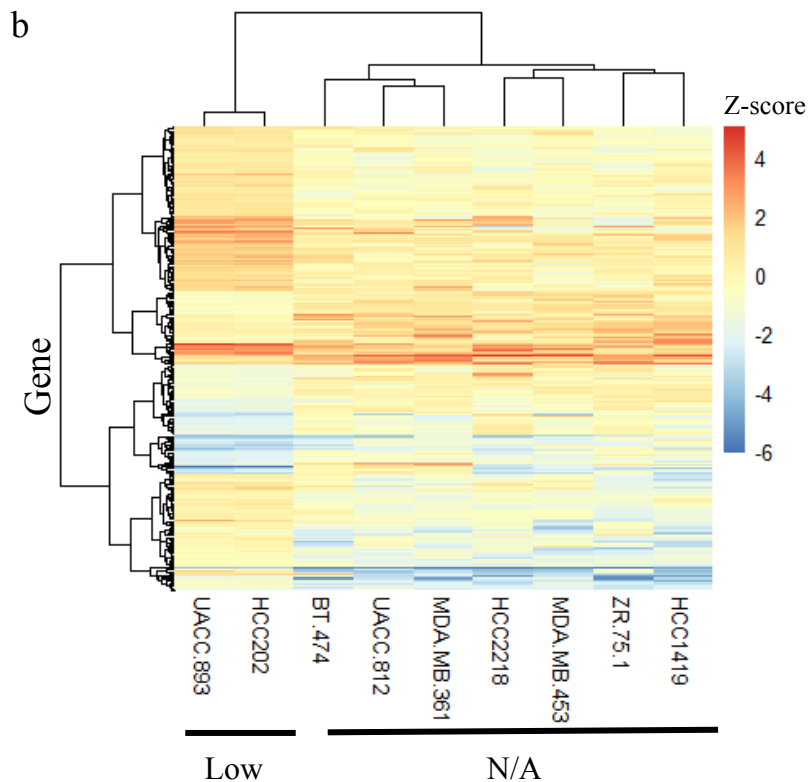 b
Z-score
4
2
0
-2
-4
-6
Gene
UACC.893
HCC202
BT.474
UACC.812
MDA.MB.361
HCC2218
MDA.MB.453
ZR.75.1
HCC1419
Low
N/A